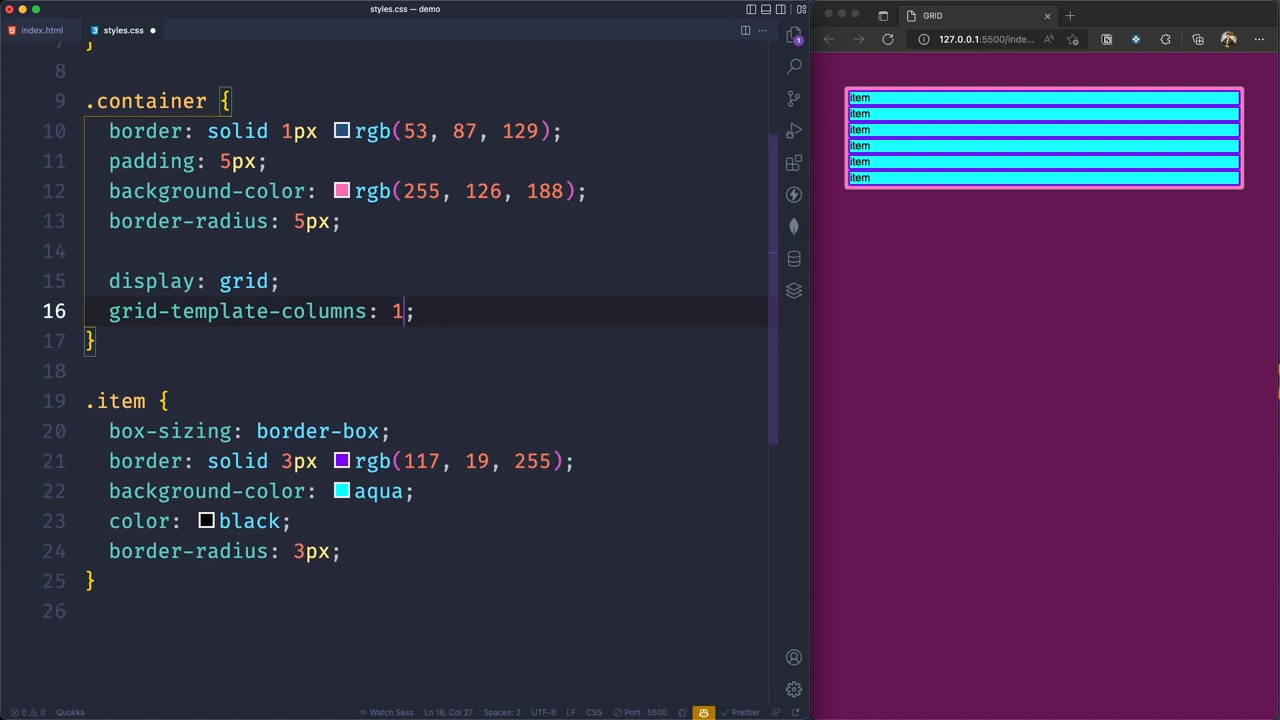 styles.css — demo
index.html
styles.css
7 }
8
9 .container {
10 border: solid 1px rgb(53, 87, 129);
11 padding: 5px;
12 background-color: rgb(255, 126, 188);
13 border-radius: 5px;
14
15 display: grid;
16 grid-template-columns: 1;
17 }
18
19 .item {
20 box-sizing: border-box;
21 border: solid 3px rgb(117, 19, 255);
22 background-color: aqua;
23 color: black;
24 border-radius: 3px;
25 }
26
1
0 0 Quokka Watch Sass Ln 16, Col 27 Spaces: 2 UTF-8 LF CSS Port : 5500 Prettier
GRID
127.0.0.1:5500/inde...
item
item
item
item
item
item